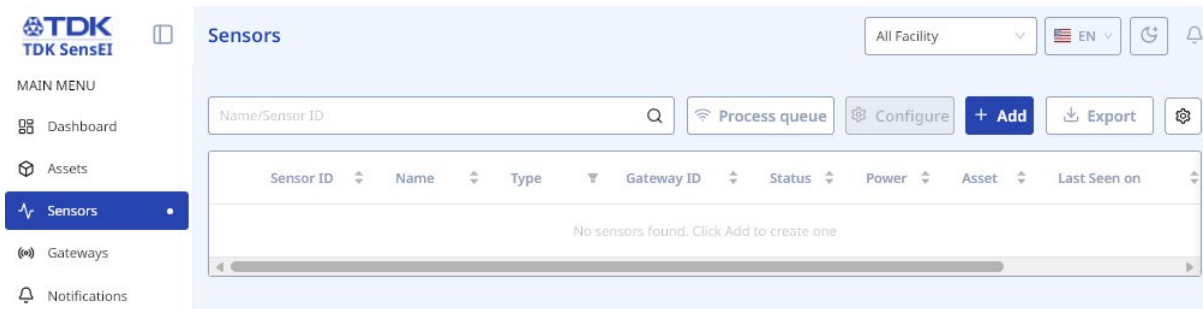 TDK
TDK SensEI
MAIN MENU
Dashboard
Assets
Sensors
Gateways
Notifications
Sensors
All Facility
EN
Name/Sensor ID
Process queue
Configure
+ Add
Export
Sensor ID Name Type Gateway ID Status Power Asset Last Seen on
No sensors found. Click Add to create one